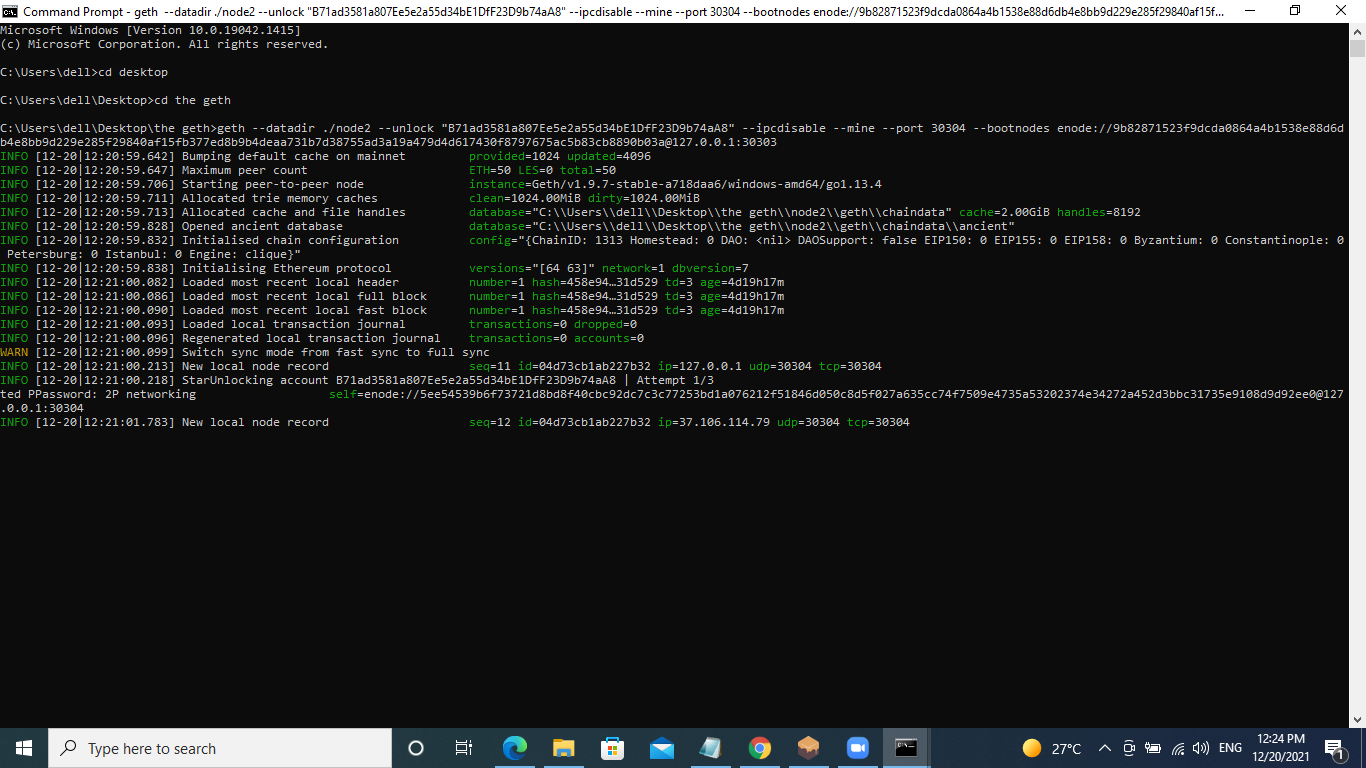 Command Prompt - geth --datadir ./node2 --unlock "B71ad3581a807Ee5e2a55d34bE1DfF23D9b74aA8" --ipcdisable --mine --port 30304 --bootnodes enode://9b82871523f9dcda0864a4b1538e88d6db4e8bb9d229e285f29840af15f...
Microsoft Windows [Version 10.0.19042.1415]
(c) Microsoft Corporation. All rights reserved.
C:\Users\dell>cd desktop
C:\Users\dell\Desktop>cd the geth
C:\Users\dell\Desktop\the geth>geth --datadir ./node2 --unlock "B71ad3581a807Ee5e2a55d34bE1DfF23D9b74aA8" --ipcdisable --mine --port 30304 --bootnodes enode://9b82871523f9dcda0864a4b1538e88d6d
b4e8bb9d229e285f29840af15fb377ed8b9b4deaa731b7d38755ad3a19a479d4d617430f8797675ac5b83cb8890b03a@127.0.0.1:30303
INFO [12-20|12:20:59.642] Bumping default cache on mainnet provided=1024 updated=4096
INFO [12-20|12:20:59.647] Maximum peer count ETH=50 LES=0 total=50
INFO [12-20|12:20:59.706] Starting peer-to-peer node instance=Geth/v1.9.7-stable-a718daa6/windows-amd64/go1.13.4
INFO [12-20|12:20:59.711] Allocated trie memory caches clean=1024.00MiB dirty=1024.00MiB
INFO [12-20|12:20:59.713] Allocated cache and file handles database="C:\\Users\\dell\\Desktop\\the geth\\node2\\geth\\chaindata" cache=2.00GiB handles=8192
INFO [12-20|12:20:59.828] Opened ancient database database="C:\\Users\\dell\\Desktop\\the geth\\node2\\geth\\chaindata\\ancient"
INFO [12-20|12:20:59.832] Initialised chain configuration config="{ChainID: 1313 Homestead: 0 DAO: <nil> DAOSupport: false EIP150: 0 EIP155: 0 EIP158: 0 Byzantium: 0 Constantinople: 0
Petersburg: 0 Istanbul: 0 Engine: clique}"
INFO [12-20|12:20:59.838] Initialising Ethereum protocol versions="[64 63]" network=1 dbversion=7
INFO [12-20|12:21:00.082] Loaded most recent local header number=1 hash=458e94…31d529 td=3 age=4d19h17m
INFO [12-20|12:21:00.086] Loaded most recent local full block number=1 hash=458e94…31d529 td=3 age=4d19h17m
INFO [12-20|12:21:00.090] Loaded most recent local fast block number=1 hash=458e94…31d529 td=3 age=4d19h17m
INFO [12-20|12:21:00.093] Loaded local transaction journal transactions=0 dropped=0
INFO [12-20|12:21:00.096] Regenerated local transaction journal transactions=0 accounts=0
WARN [12-20|12:21:00.099] Switch sync mode from fast sync to full sync
INFO [12-20|12:21:00.213] New local node record seq=11 id=04d73cb1ab227b32 ip=127.0.0.1 udp=30304 tcp=30304
INFO [12-20|12:21:00.218] StarUnlocking account B71ad3581a807Ee5e2a55d34bE1DfF23D9b74aA8 | Attempt 1/3
ted PPassword: 2P networking self=enode://5ee54539b6f73721d8bd8f40cbc92dc7c3c77253bd1a076212f51846d050c8d5f027a635cc74f7509e4735a53202374e34272a452d3bbc31735e9108d9d92ee0@127
.0.0.1:30304
INFO [12-20|12:21:01.783] New local node record seq=12 id=04d73cb1ab227b32 ip=37.106.114.79 udp=30304 tcp=30304
Type here to search
27°C
ENG
12:24 PM
12/20/2021
1